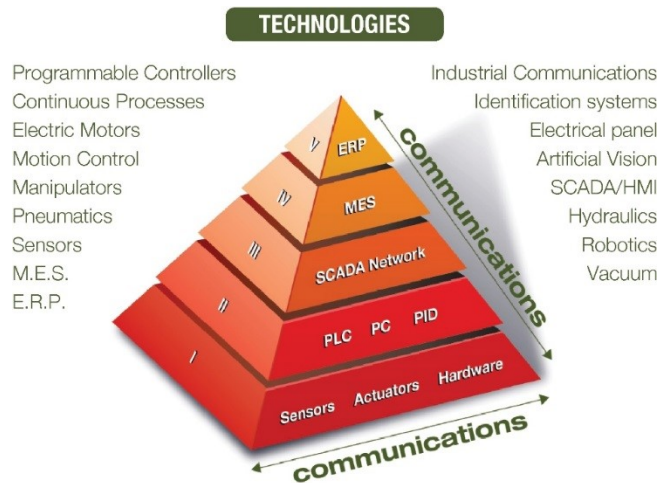 TECHNOLOGIES
Programmable Controllers
Continuous Processes
Electric Motors
Motion Control
Manipulators
Pneumatics
Sensors
M.E.S.
E.R.P.
Industrial Communications
Identification systems
Electrical panel
Artificial Vision
SCADA/HMI
Hydraulics
Robotics
Vacuum
V
ERP
IV
MES
III
SCADA Network
II
PLC PC PID
I
Sensors Actuators Hardware
communications
communications